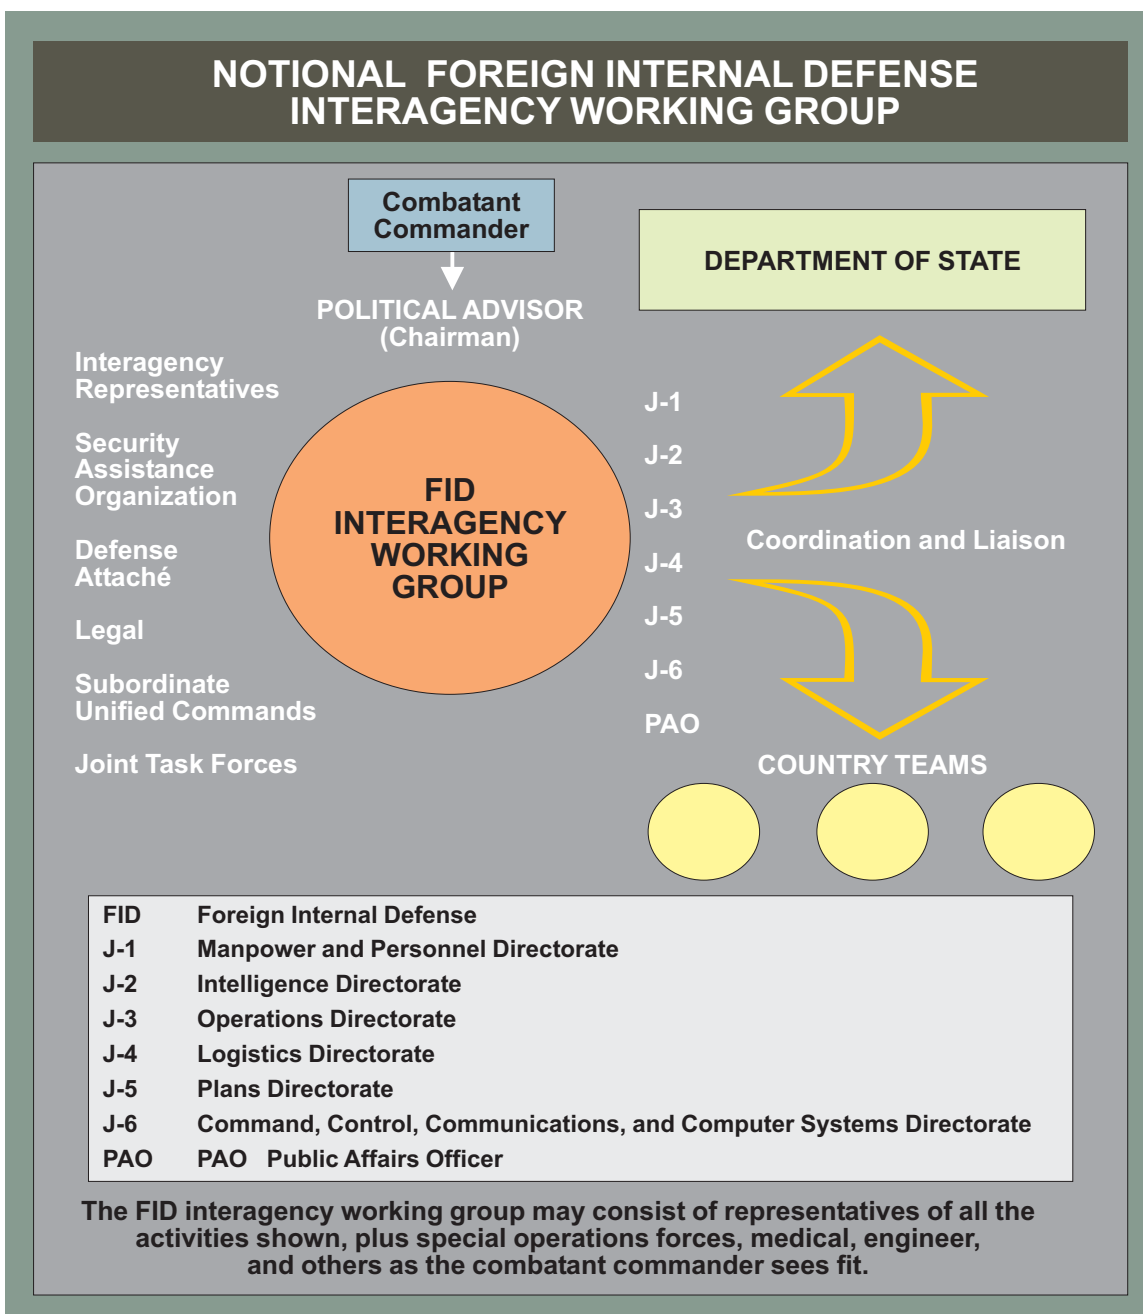 NOTIONAL FOREIGN INTERNAL DEFENSE
INTERAGENCY WORKING GROUP
Combatant
Commander
POLITICAL ADVISOR
(Chairman)
DEPARTMENT OF STATE
Interagency
Representatives
Security
Assistance
Organization
Defense
Attaché
Legal
Subordinate
Unified Commands
Joint Task Forces
FID
INTERAGENCY
WORKING
GROUP
J-1
J-2
J-3
J-4
J-5
J-6
PAO
Coordination and Liaison
COUNTRY TEAMS
FID Foreign Internal Defense
J-1 Manpower and Personnel Directorate
J-2 Intelligence Directorate
J-3 Operations Directorate
J-4 Logistics Directorate
J-5 Plans Directorate
J-6 Command, Control, Communications, and Computer Systems Directorate
PAO PAO Public Affairs Officer
The FID interagency working group may consist of representatives of all the
activities shown, plus special operations forces, medical, engineer,
and others as the combatant commander sees fit.